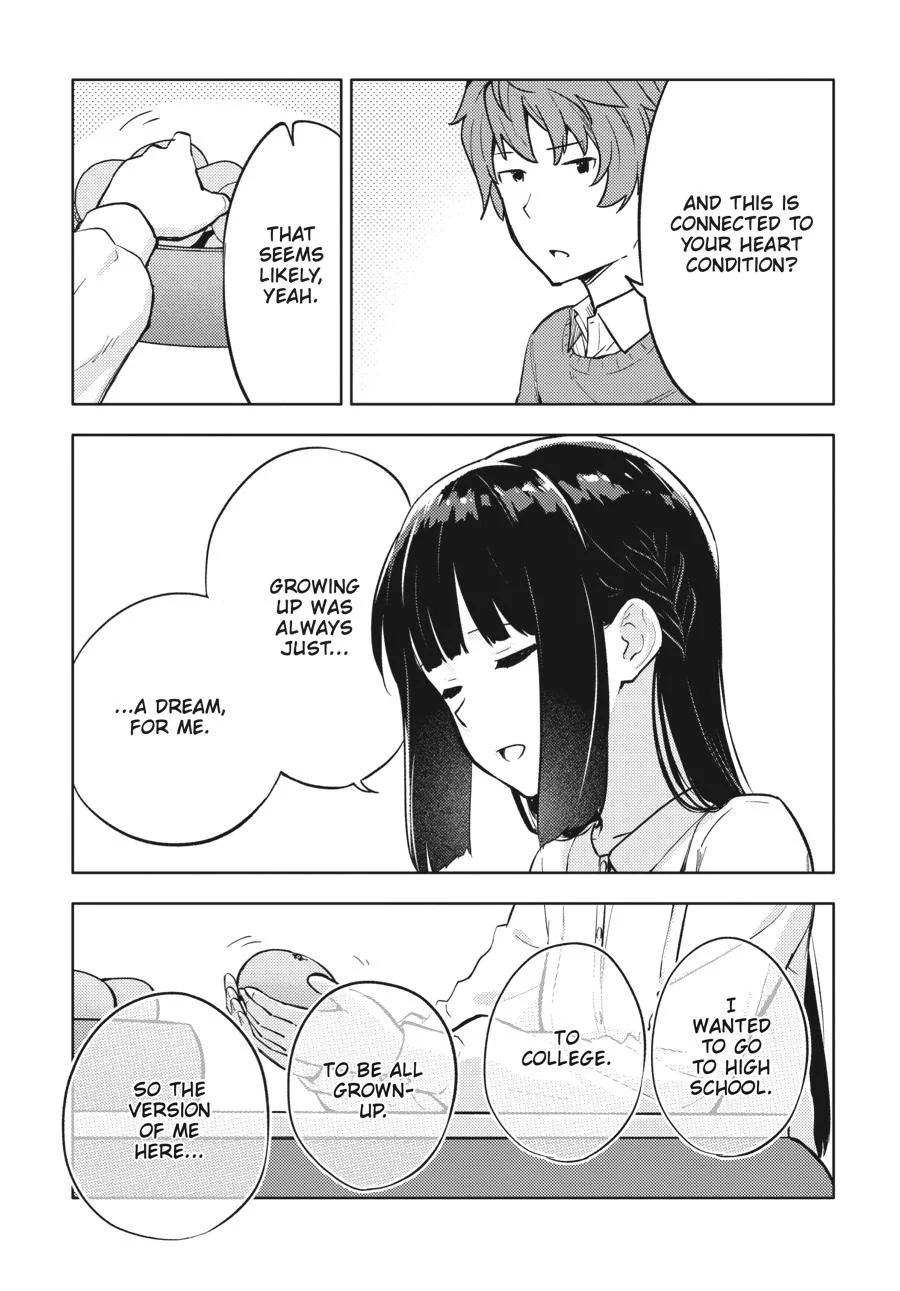 AND THIS IS
CONNECTED TO
YOUR HEART
CONDITION?
THAT
SEEMS
LIKELY,
YEAH.
GROWING
UP WAS
ALWAYS
JUST...
...A DREAM,
FOR ME.
I
WANTED
TO GO
TO HIGH
SCHOOL.
TO
COLLEGE.
TO BE ALL
GROWN-
UP.
SO THE
VERSION
OF ME
HERE...